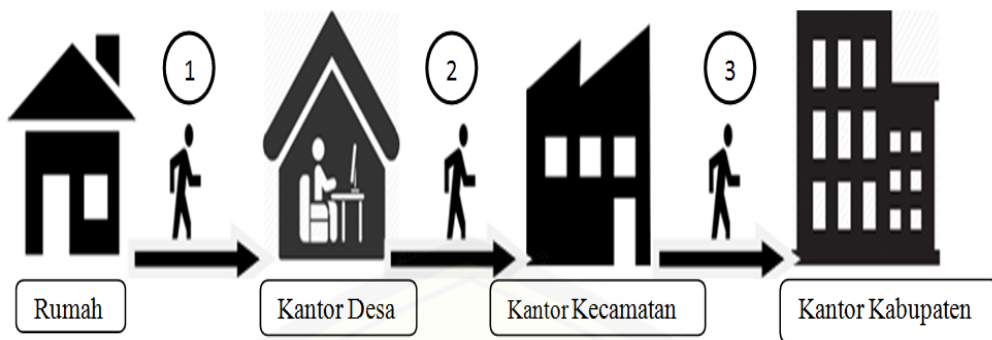 1
2
3
Rumah
Kantor Desa
Kantor Kecamatan
Kantor Kabupaten